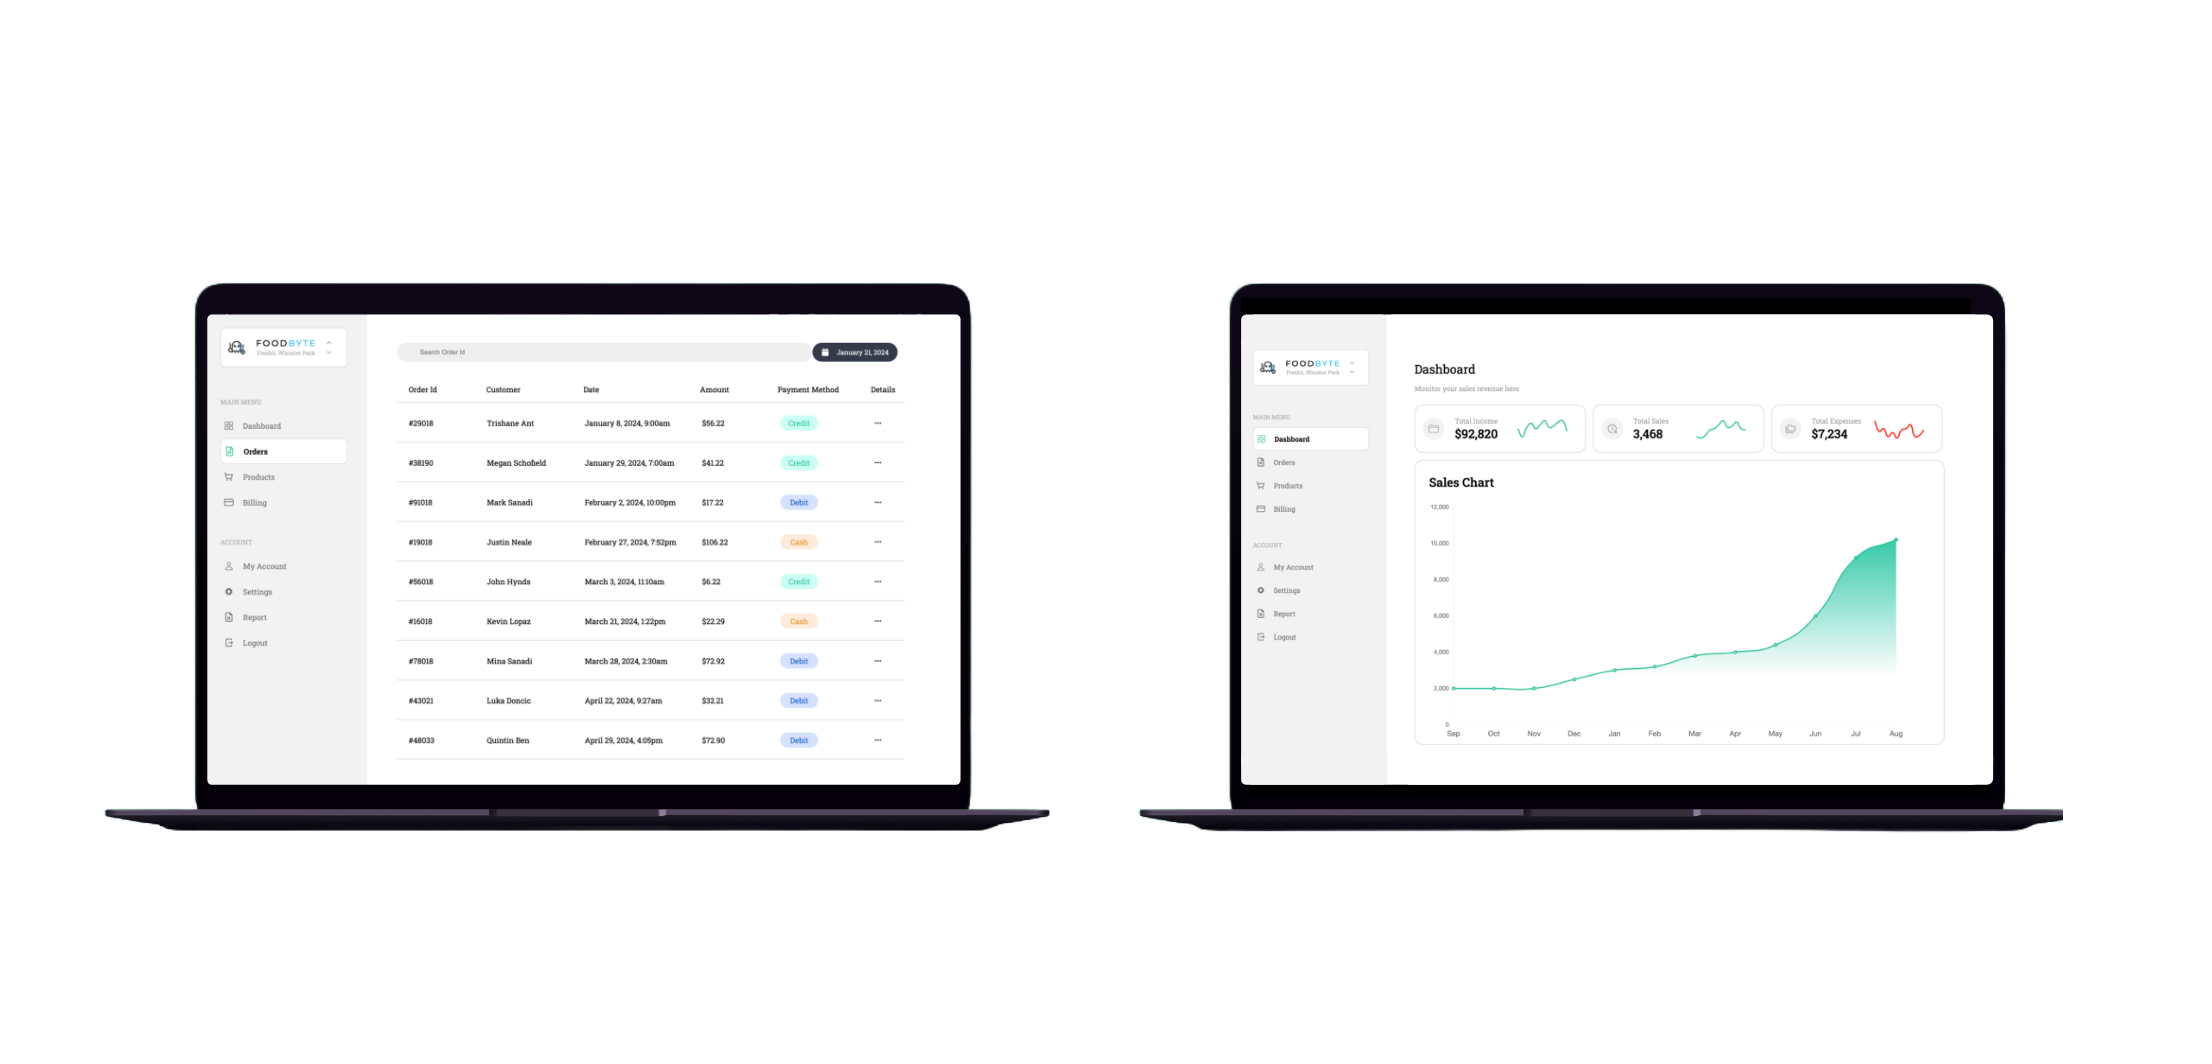 FOODBYTE
Freshii, Winston Park
MAIN MENU
Dashboard
Orders
Products
Billing
ACCOUNT
My Account
Settings
Report
Logout
Search Order Id
January 21, 2024
Order Id Customer Date Amount Payment Method Details
#29018 Trishane Ant January 8, 2024, 9:00am $56.22 Credit ...
#38190 Megan Schofield January 29, 2024, 7:00am $41.22 Credit ...
#91018 Mark Sanadi February 2, 2024, 10:00pm $17.22 Debit ...
#19018 Justin Neale February 27, 2024, 7:52pm $106.22 Cash ...
#56018 John Hynds March 3, 2024, 11:10am $6.22 Credit ...
#16018 Kevin Lopaz March 21, 2024, 1:22pm $22.29 Cash ...
#78018 Mina Sanadi March 28, 2024, 2:30am $72.92 Debit ...
#43021 Luka Doncic April 22, 2024, 9:27am $32.21 Debit ...
#48033 Quintin Ben April 29, 2024, 4:05pm $72.90 Debit ...
FOODBYTE
Freshii, Winston Park
MAIN MENU
Dashboard
Orders
Products
Billing
ACCOUNT
My Account
Settings
Report
Logout
Dashboard
Monitor your sales revenue here
Total Income
$92,820
Total Sales
3,468
Total Expenses
$7,234
Sales Chart
12,000
10,000
8,000
6,000
4,000
2,000
0
Sep Oct Nov Dec Jan Feb Mar Apr May Jun Jul Aug